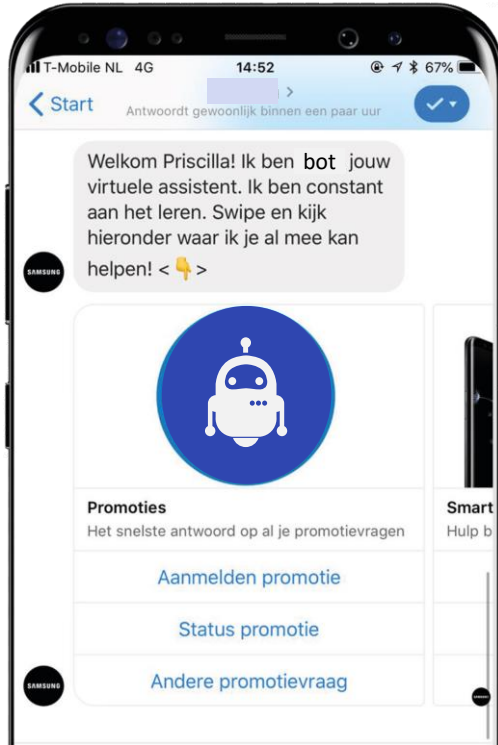 T-Mobile NL 4G 14:52 67%
Start
Antwoordt gewoonlijk binnen een paar uur
Welkom Priscilla! Ik ben bot jouw
virtuele assistent. Ik ben constant
aan het leren. Swipe en kijk
hieronder waar ik je al mee kan
helpen! < 👇 >
SAMSUNG
Promoties
Het snelste antwoord op al je promotievragen
Aanmelden promotie
Status promotie
Andere promotievraag
SAMSUNG
Smart
Hulp b
SAMSUNG